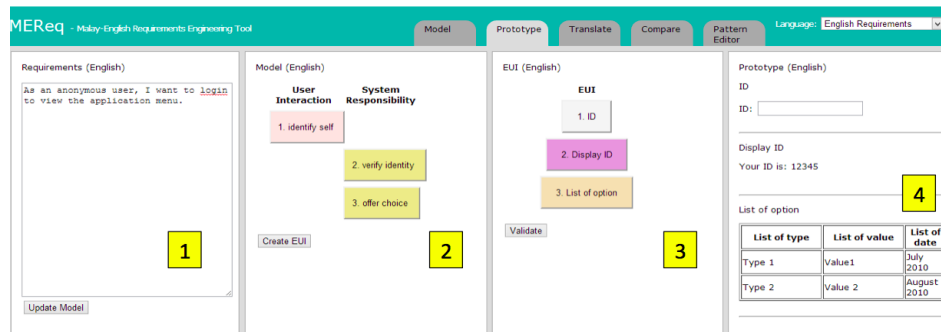 MEReq - Malay-English Requirements Engineering Tool
Model
Prototype
Translate
Compare
Pattern
Editor
Language: English Requirements
Requirements (English)
As an anonymous user, I want to login
to view the application menu.
1
Update Model
Model (English)
User
Interaction
System
Responsibility
1. identify self
2. verify identity
3. offer choice
Create EUI
2
EUI (English)
EUI
1. ID
2. Display ID
3. List of option
Validate
3
Prototype (English)
ID
ID:
Display ID
Your ID is: 12345
4
List of option
List of type List of value List of
date
Type 1 Value1 July
2010
Type 2 Value 2 August
2010